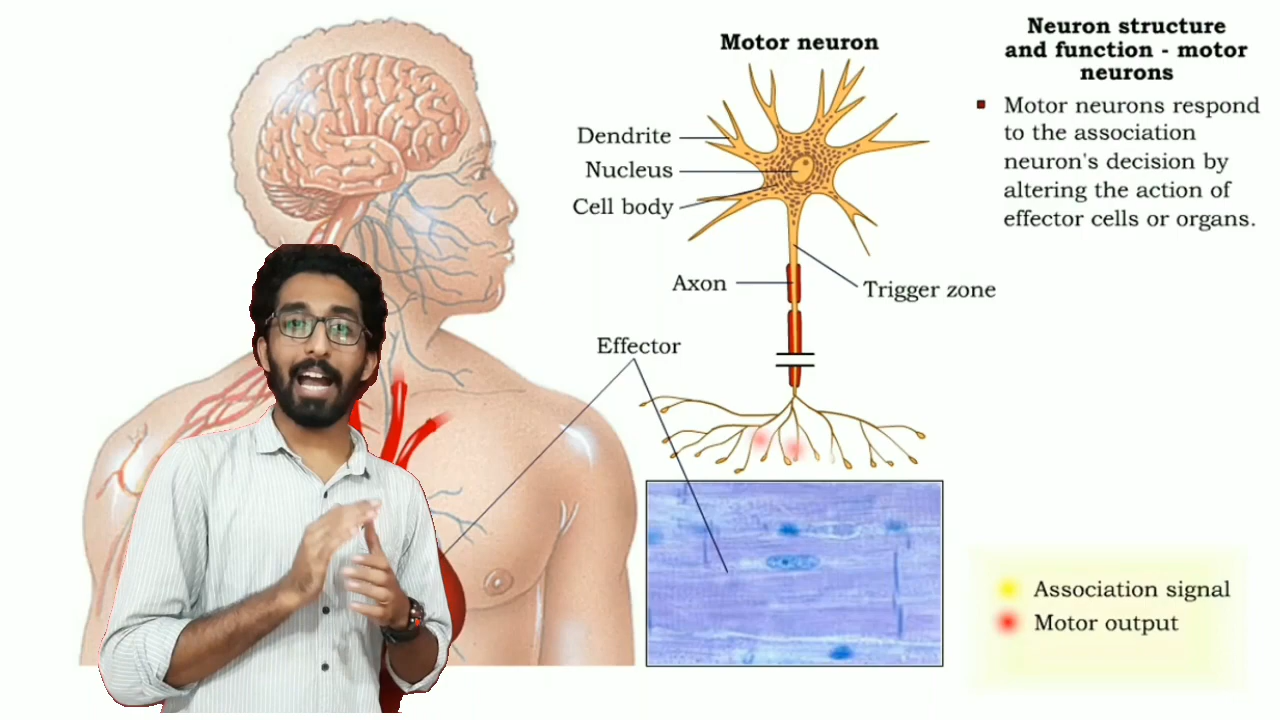 Motor neuron
Dendrite
Nucleus
Cell body
Axon
Trigger zone
Effector
Neuron structure
and function - motor
neurons
Motor neurons respond
to the association
neuron's decision by
altering the action of
effector cells or organs.
Association signal
Motor output